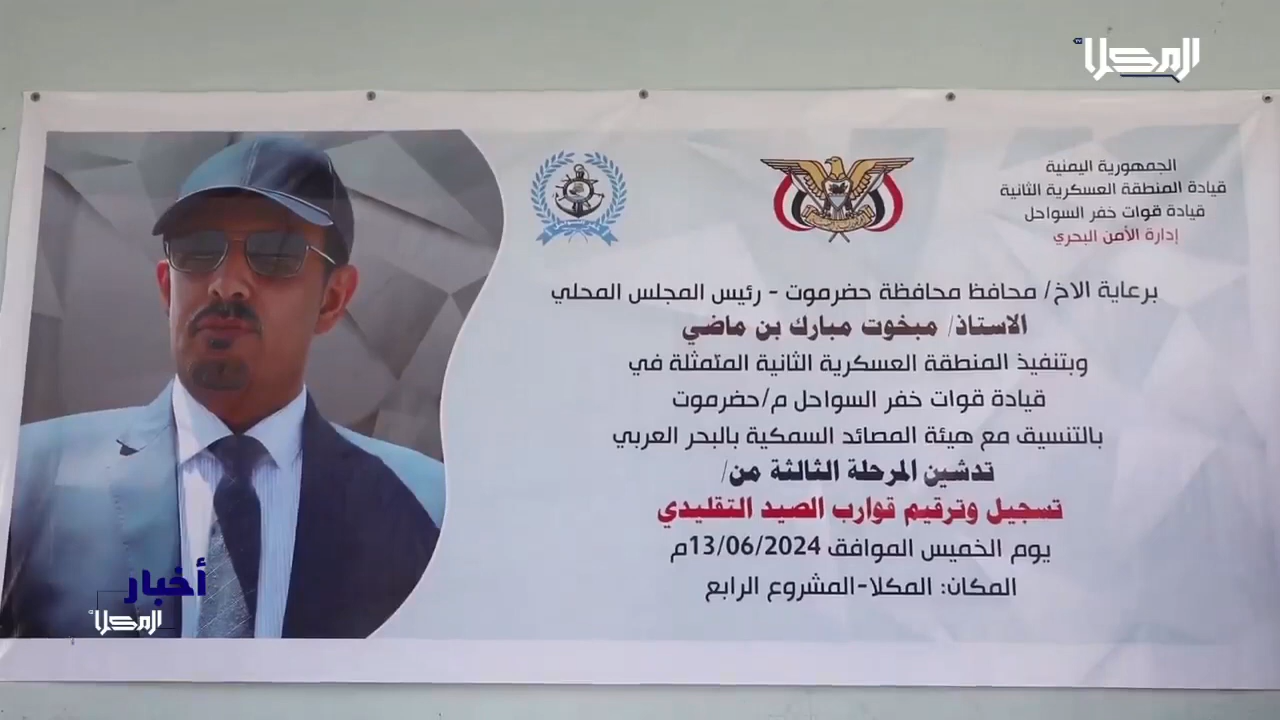 المكلا
الجمهورية اليمنية
قيادة المنطقة العسكرية الثانية
قيادة قوات خفر السواحل
إدارة الأمن البحري
برعاية الاخ/ محافظ محافظة حضرموت - رئيس المجلس المحلي
الاستاذ/ مبخوت مبارك بن ماضي
وبتنفيذ المنطقة العسكرية الثانية المتمثلة في
قيادة قوات خفر السواحل م/حضرموت
بالتنسيق مع هيئة المصائد السمكية بالبحر العربي
تدشين المرحلة الثالثة من/
تسجيل وترقيم قوارب الصيد التقليدي
يوم الخميس الموافق 13/06/2024م
المكان: المكلا-المشروع الرابع
أخبار
المكلا